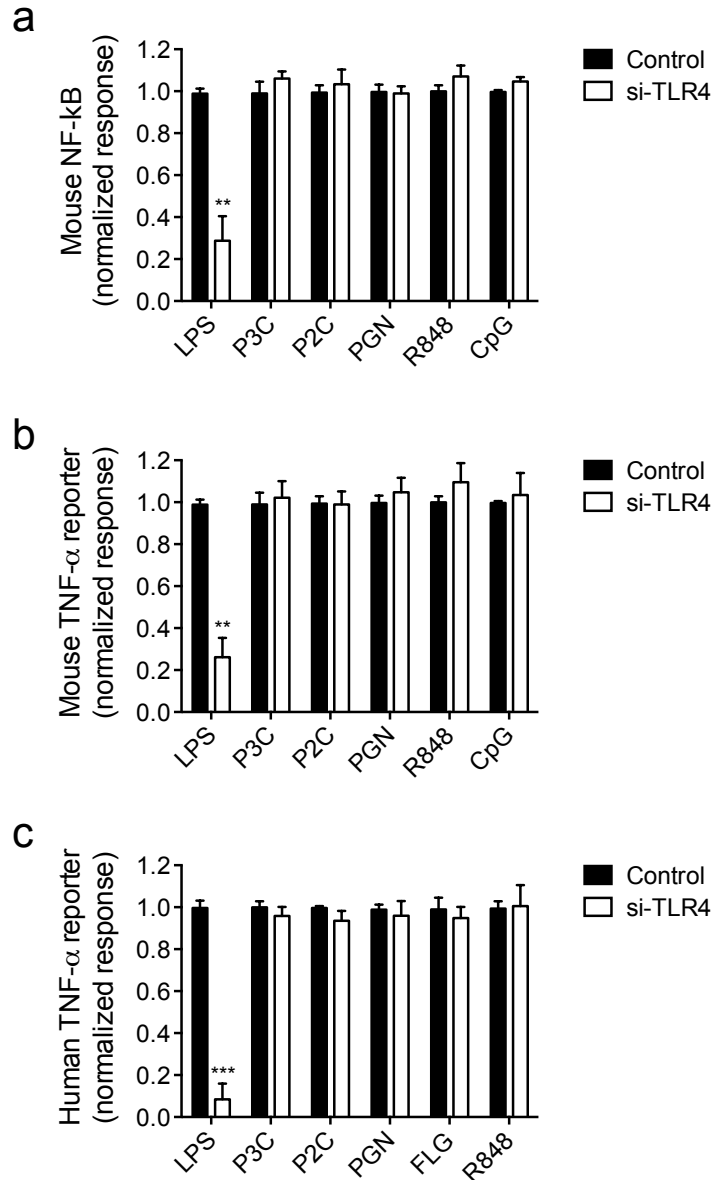 a
Mouse NF-kB
(normalized response)
1.2
1.0
0.8
0.6
0.4
0.2
0.0
**
LPS
P3C
P2C
PGN
R848
CpG
Control
si-TLR4
b
Mouse TNF-α reporter
(normalized response)
1.2
1.0
0.8
0.6
0.4
0.2
0.0
**
LPS
P3C
P2C
PGN
R848
CpG
Control
si-TLR4
c
Human TNF-α reporter
(normalized response)
1.2
1.0
0.8
0.6
0.4
0.2
0.0
***
LPS
P3C
P2C
PGN
FLG
R848
Control
si-TLR4